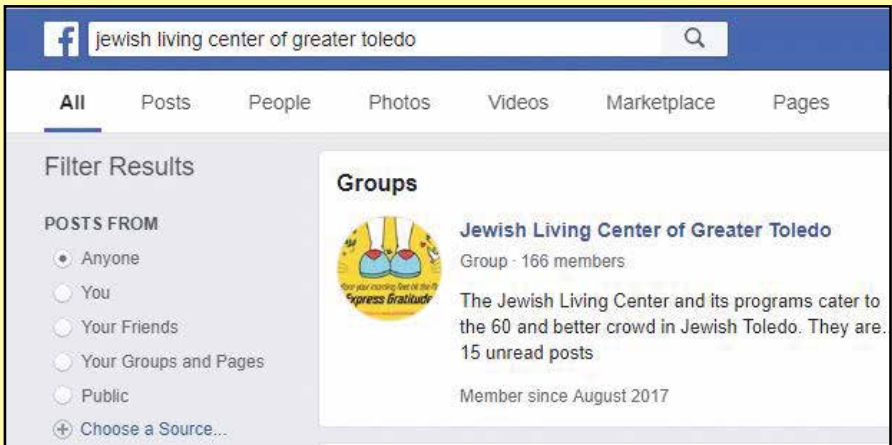 f
jewish living center of greater toledo
All Posts People Photos Videos Marketplace Pages
Filter Results
POSTS FROM
Anyone
You
Your Friends
Your Groups and Pages
Public
Choose a Source...
Groups
Express Gratitude
Jewish Living Center of Greater Toledo
Group · 166 members
The Jewish Living Center and its programs cater to
the 60 and better crowd in Jewish Toledo. They are...
15 unread posts
Member since August 2017